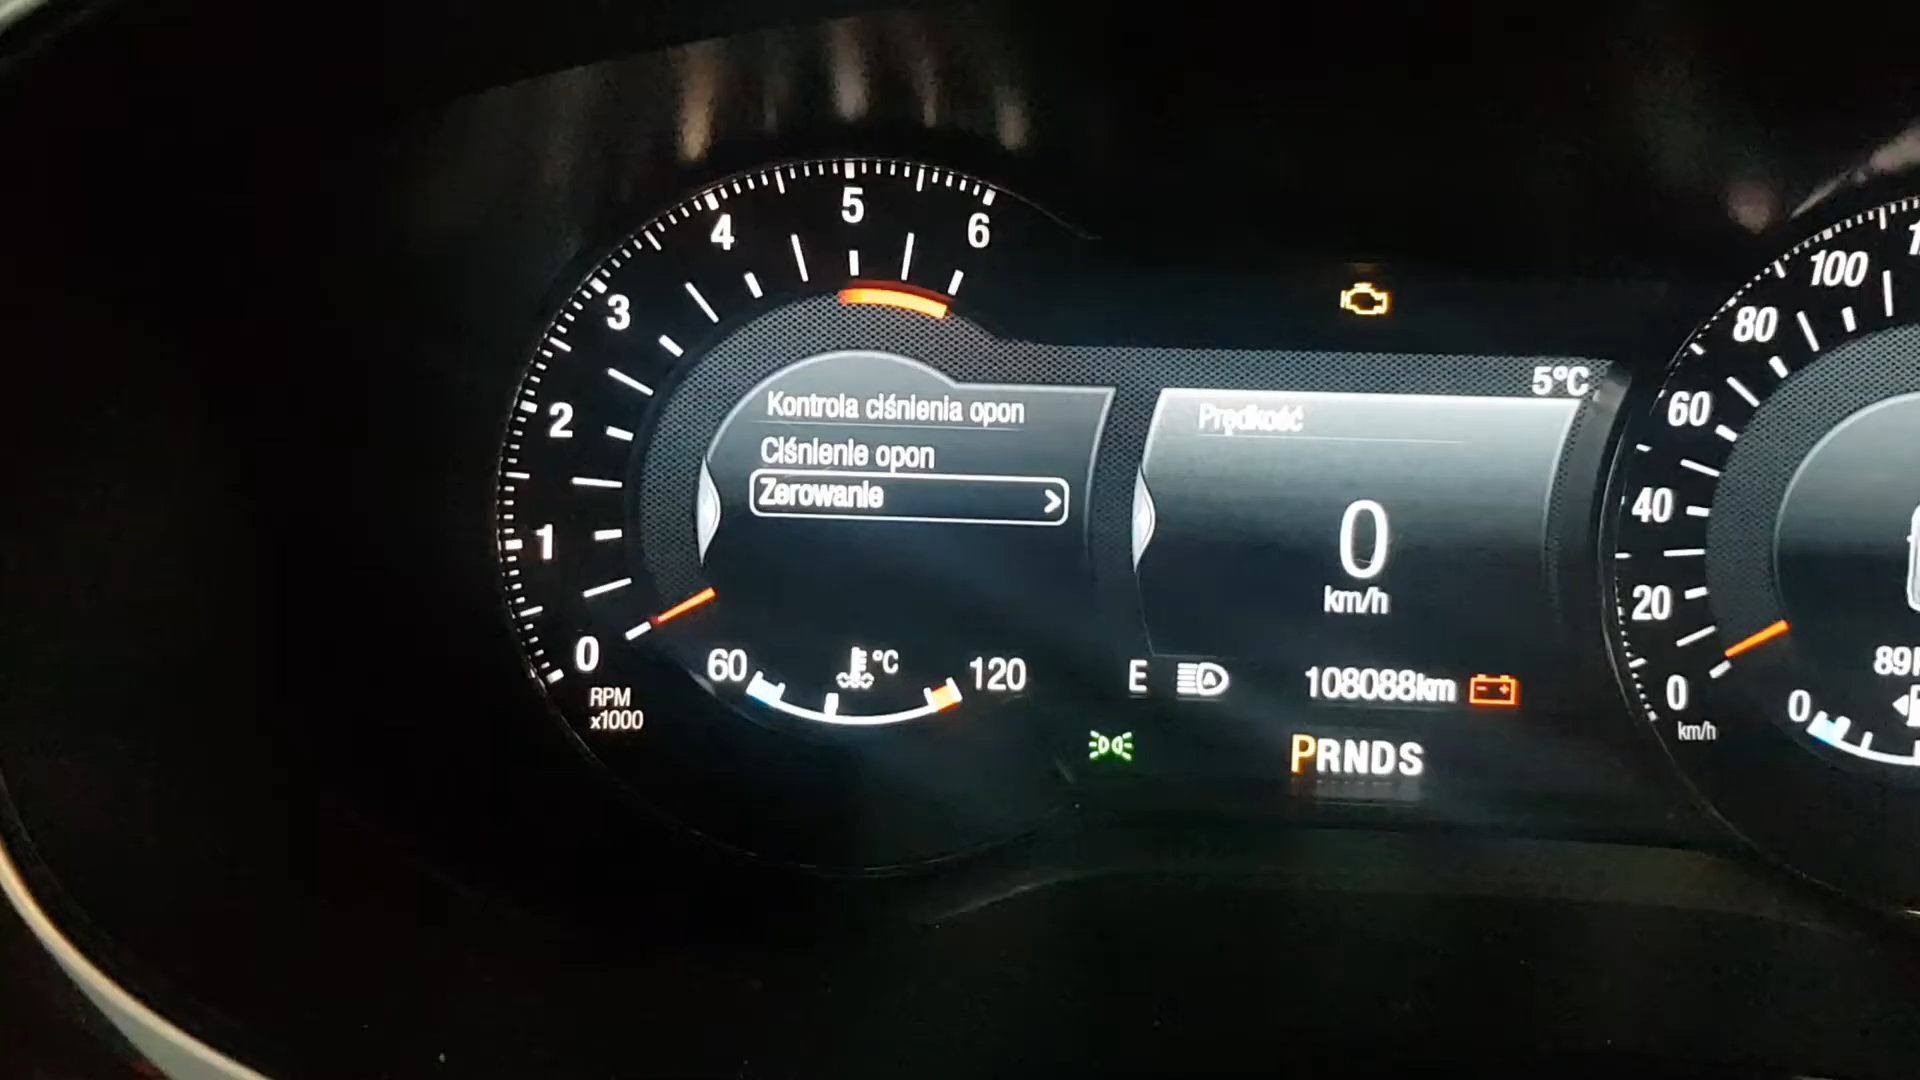 5
4
6
3
2
1
0
RPM
x1000
Kontrola ciśnienia opon
Ciśnienie opon
Zerowanie >
60
°C
120
5°C
Prędkość
0
km/h
E
A
108088km
- +
PRNDS
100
80
60
40
20
0
km/h
0